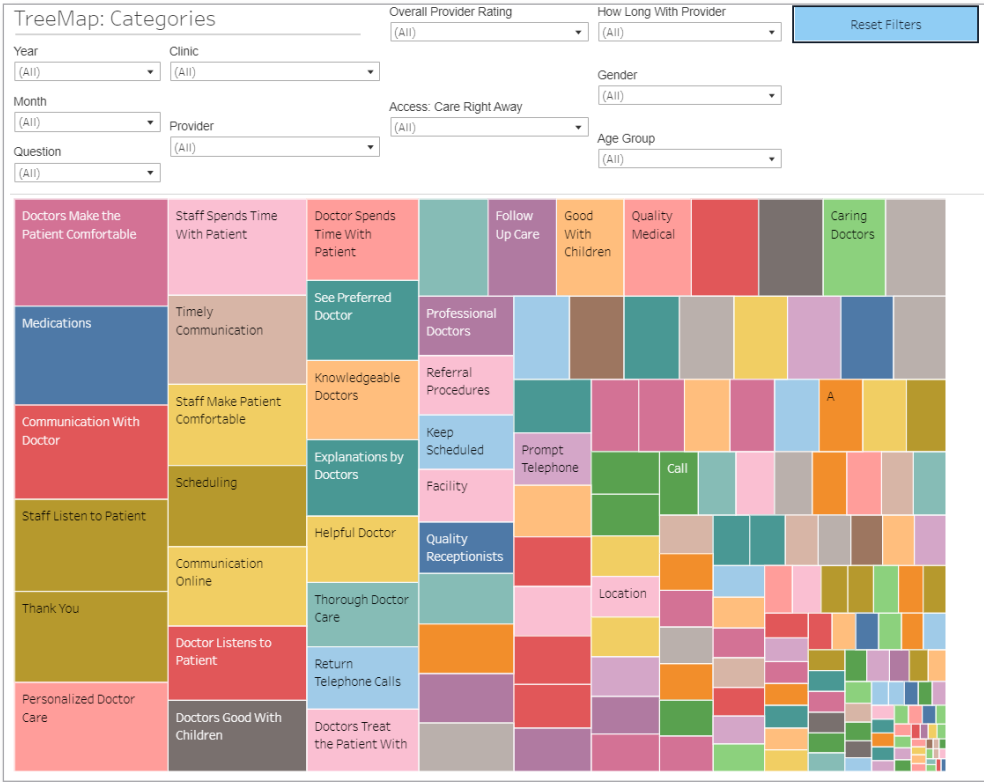 TreeMap: Categories
Overall Provider Rating
(All)
How Long With Provider
(All)
Reset Filters
Year
(All)
Clinic
(All)
Gender
(All)
Month
(All)
Provider
(All)
Access: Care Right Away
(All)
Question
(All)
Age Group
(All)
Doctors Make the
Patient Comfortable
Medications
Communication With
Doctor
Staff Listen to Patient
Thank You
Personalized Doctor
Care
Staff Spends Time
With Patient
Timely
Communication
Staff Make Patient
Comfortable
Scheduling
Communication
Online
Doctor Listens to
Patient
Doctors Good With
Children
Doctor Spends
Time With
Patient
See Preferred
Doctor
Knowledgeable
Doctors
Explanations by
Doctors
Helpful Doctor
Thorough Doctor
Care
Return
Telephone Calls
Doctors Treat
the Patient With
Follow
Up Care
Good
With
Children
Quality
Medical
Caring
Doctors
Professional
Doctors
Referral
Procedures
Keep
Scheduled
Facility
Quality
Receptionists
Prompt
Telephone
A
Call
Location